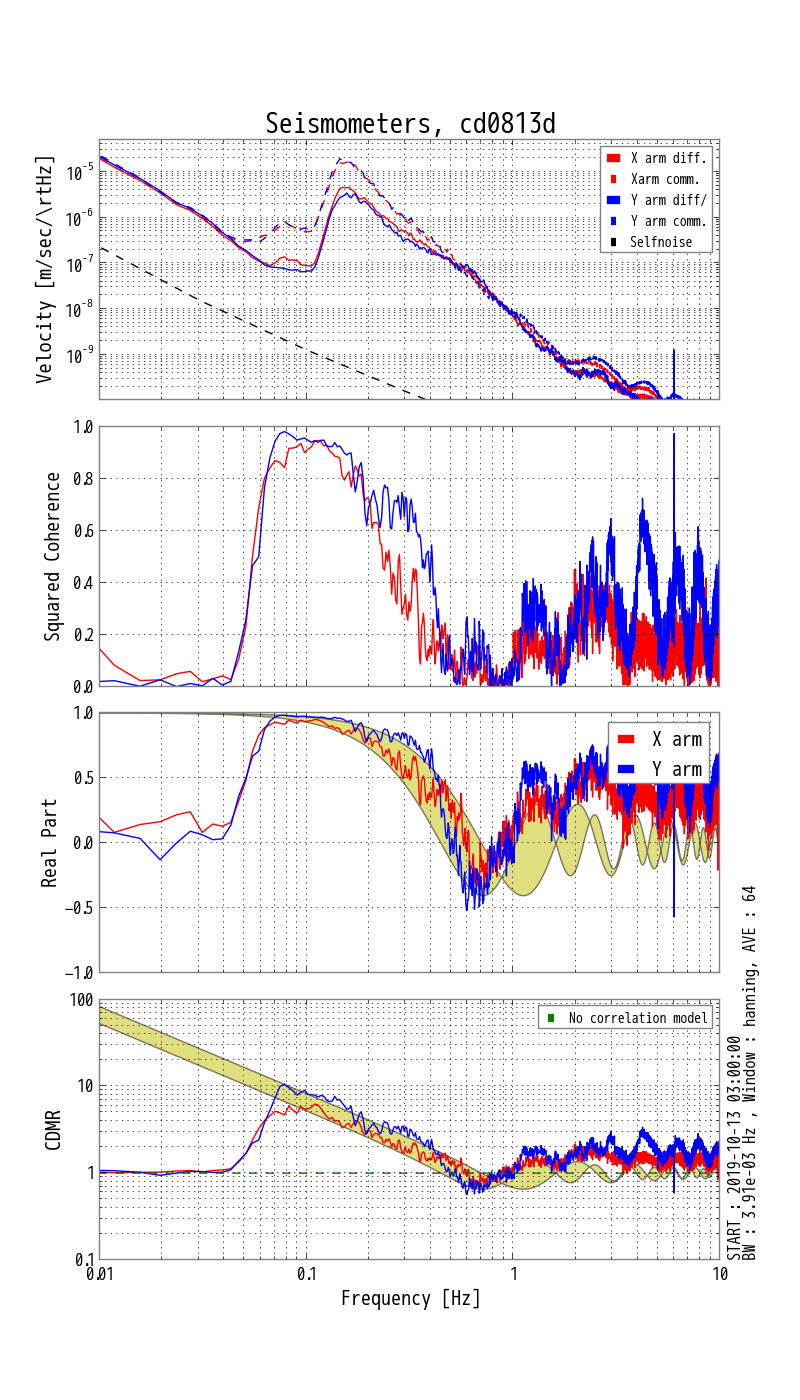 Seismometers, cd0813d
Velocity [m/sec/\rtHz]
10^-5
10^-6
10^-7
10^-8
10^-9
X arm diff.
Xarm comm.
Y arm diff/
Y arm comm.
Selfnoise
Squared Coherence
1.0
0.8
0.6
0.4
0.2
0.0
Real Part
1.0
0.5
0.0
−0.5
−1.0
X arm
Y arm
CDMR
100
10
1
0.1
No correlation model
0.01
0.1
1
10
Frequency [Hz]
START : 2019-10-13 03:00:00
BW : 3.91e-03 Hz , Window : hanning, AVE : 64